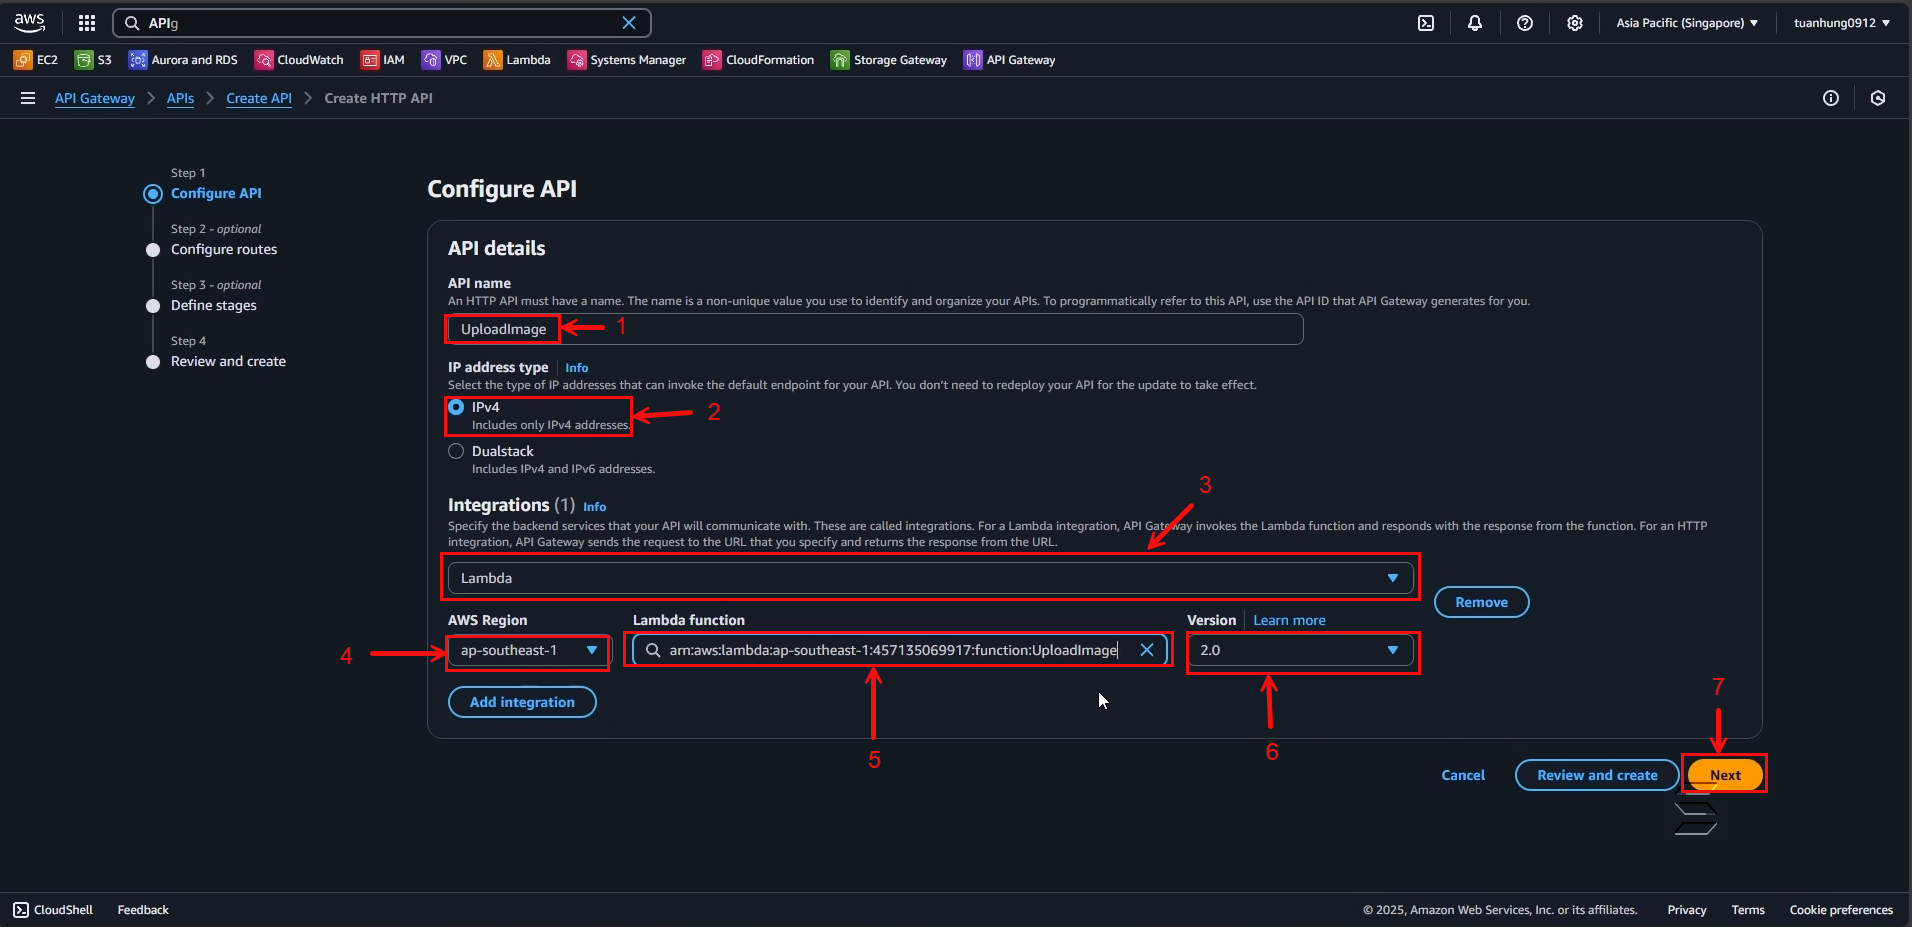 aws
APIg
Asia Pacific (Singapore)
tuanhung0912
EC2
S3
Aurora and RDS
CloudWatch
IAM
VPC
Lambda
Systems Manager
CloudFormation
Storage Gateway
API Gateway
API Gateway
APIs
Create API
Create HTTP API
Step 1
Configure API
Step 2 - optional
Configure routes
Step 3 - optional
Define stages
Step 4
Review and create
Configure API
API details
API name
An HTTP API must have a name. The name is a non-unique value you use to identify and organize your APIs. To programmatically refer to this API, use the API ID that API Gateway generates for you.
UploadImage
1
IP address type
Info
Select the type of IP addresses that can invoke the default endpoint for your API. You don't need to redeploy your API for the update to take effect.
IPv4
Includes only IPv4 addresses.
2
Dualstack
Includes IPv4 and IPv6 addresses.
3
Integrations (1) Info
Specify the backend services that your API will communicate with. These are called integrations. For a Lambda integration, API Gateway invokes the Lambda function and responds with the response from the function. For an HTTP
integration, API Gateway sends the request to the URL that you specify and returns the response from the URL.
Lambda
Remove
AWS Region
Lambda function
Version
Learn more
4
ap-southeast-1
arn:aws:lambda:ap-southeast-1:457135069917:function:UploadImage
2.0
Add integration
5
6
7
Cancel
Review and create
Next
CloudShell
Feedback
© 2025, Amazon Web Services, Inc. or its affiliates.
Privacy
Terms
Cookie preferences